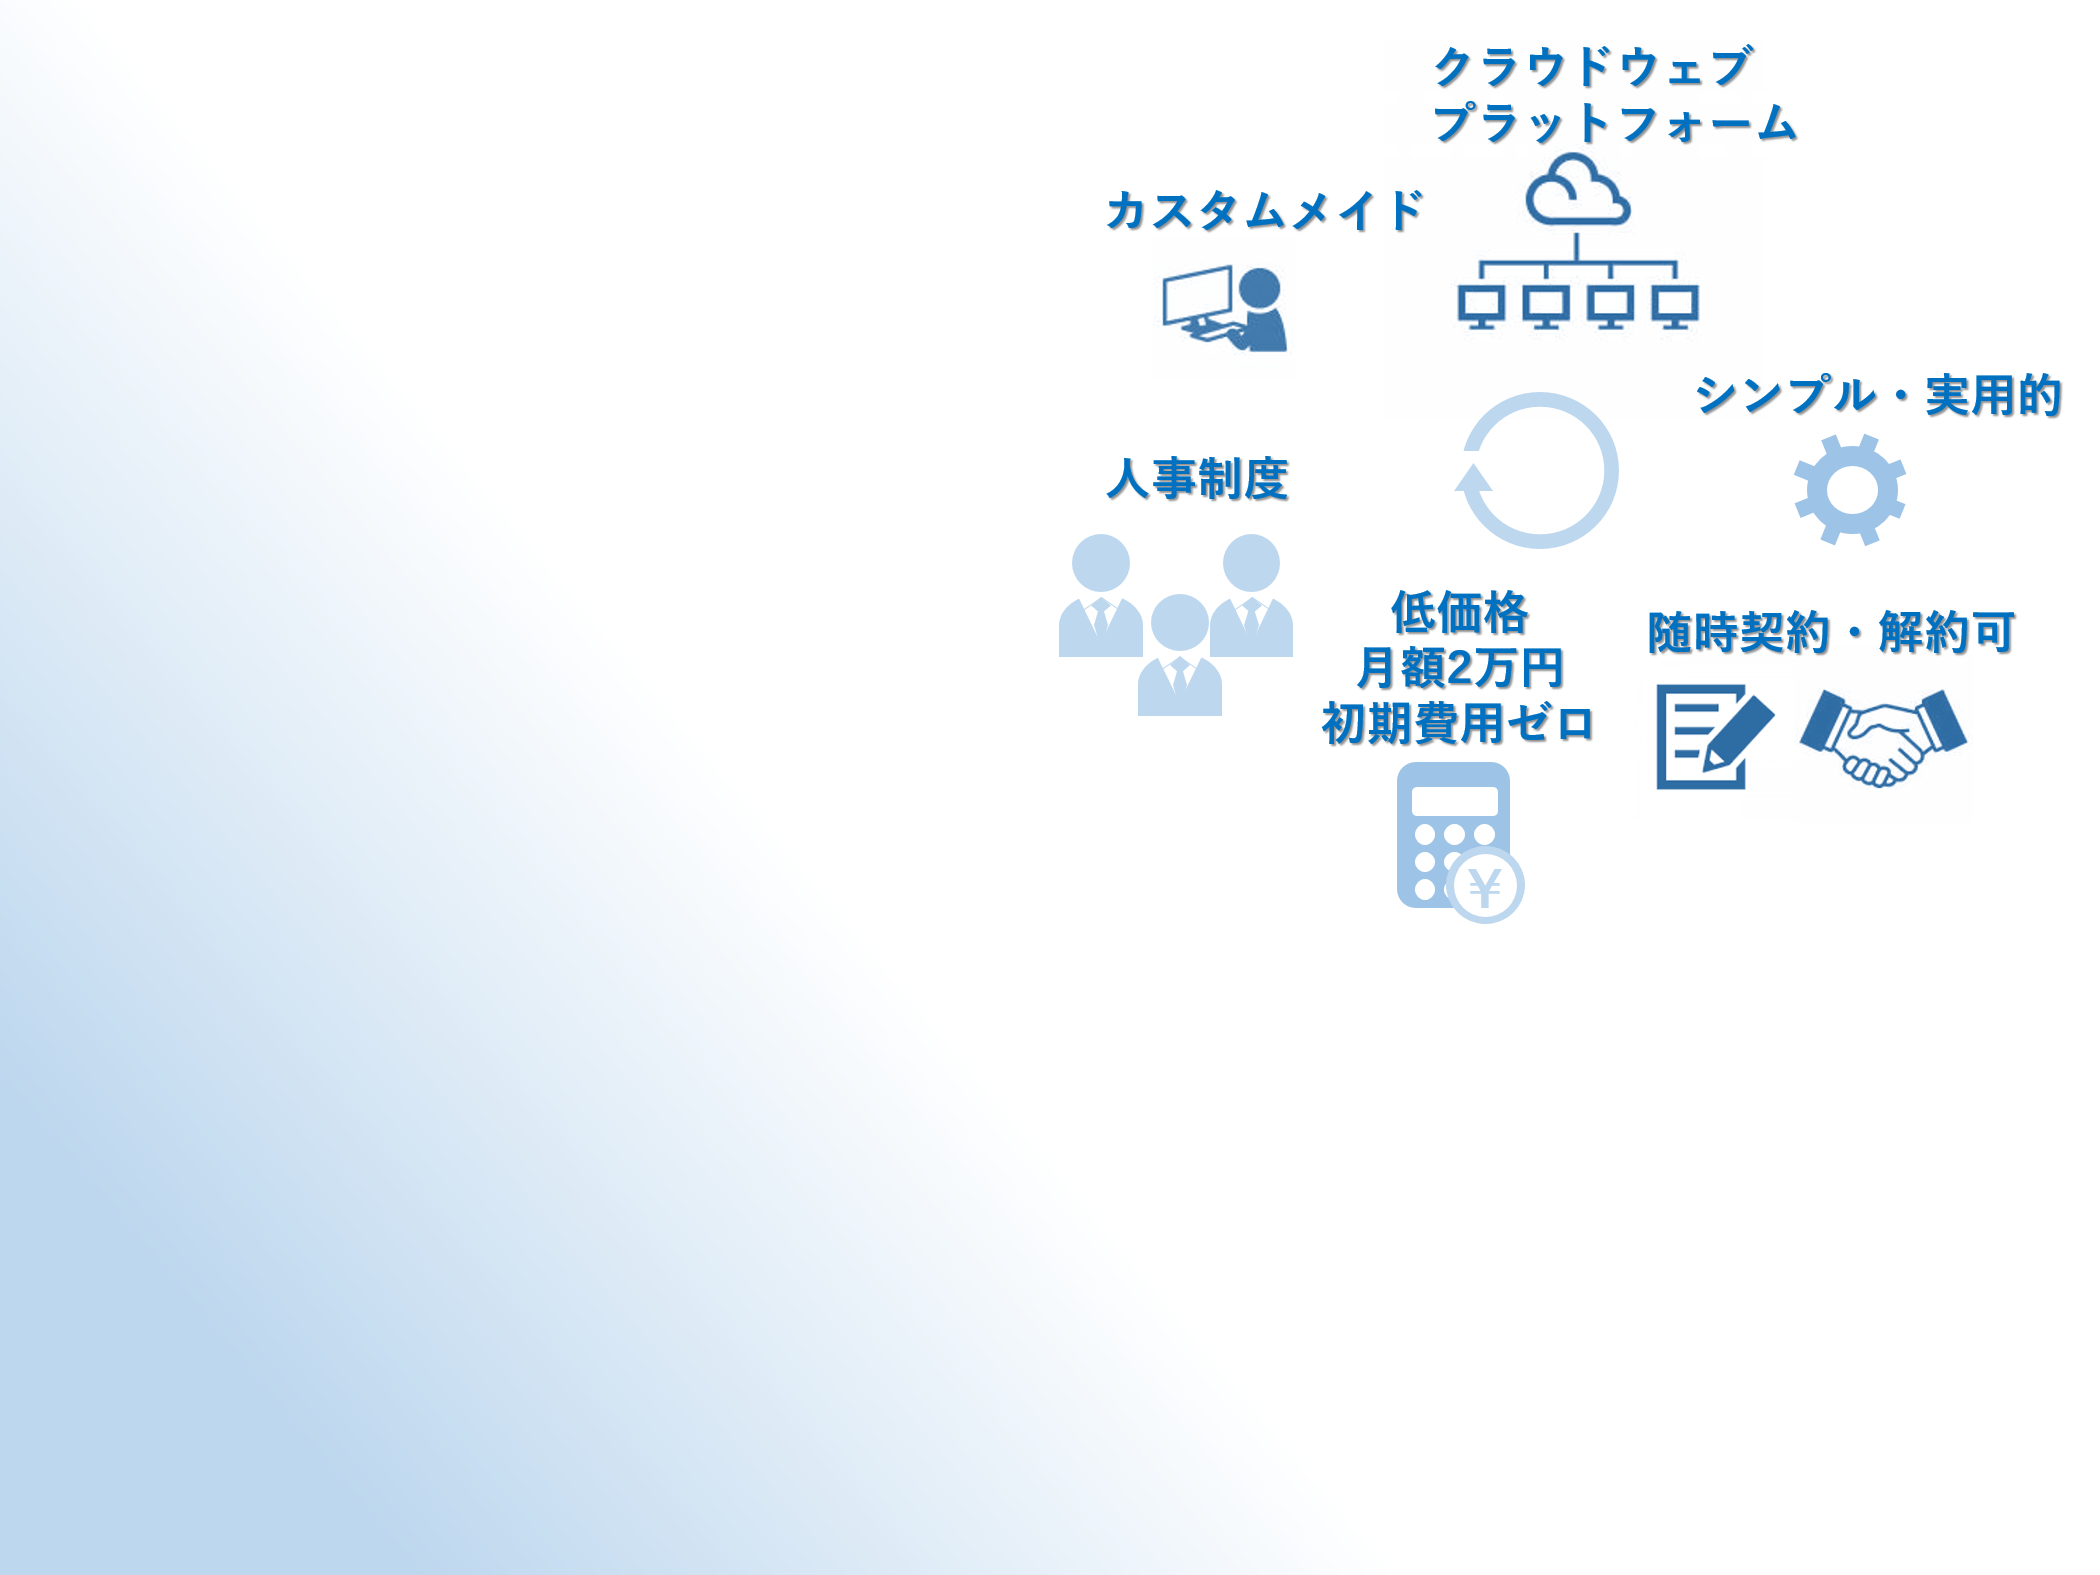 クラウドウェブ
プラットフォーム
カスタムメイド
シンプル・実用的
人事制度
低価格
月額2万円
初期費用ゼロ
随時契約・解約可
¥